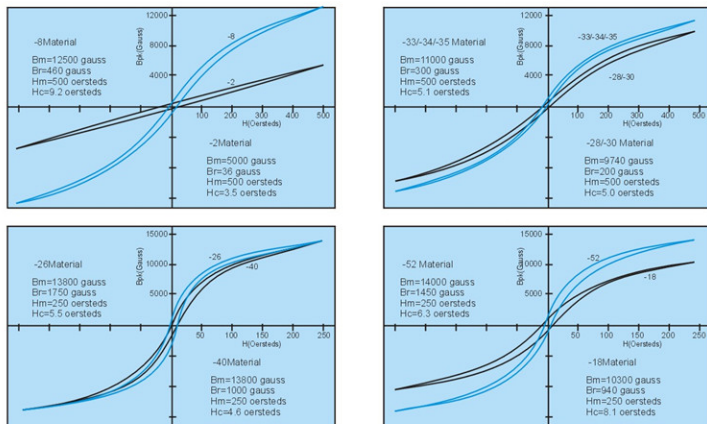 12000
8000
4000
Bpk(Gauss)
-8Material
Bm=12500 gauss
Br=460 gauss
Hm=500 oersteds
Hc=9.2 oersteds
-8
-2
100 200 300 400 500
H(Oersteds)
-2Material
Bm=5000 gauss
Br=36 gauss
Hm=500 oersteds
Hc=3.5 oersteds
12000
8000
4000
Bpk(Gauss)
-33/-34/-35 Material
Bm=11000 gauss
Br=300 gauss
Hm=500 oersteds
Hc=5.1 oersteds
-33/-34/-35
-28/-30
100 200 300 400 500
H(Oersteds)
-28/-30 Material
Bm=9740 gauss
Br=200 gauss
Hm=500 oersteds
Hc=5.0 oersteds
15000
10000
5000
Bpk(Gauss)
-26Material
Bm=13800 gauss
Br=1750 gauss
Hm=250 oersteds
Hc=5.5 oersteds
-26
-40
50 100 150 200 250
H(Oersteds)
-40Material
Bm=13800 gauss
Br=1000 gauss
Hm=250 oersteds
Hc=4.6 oersteds
15000
10000
5000
Bpk(Gauss)
-52 Material
Bm=14000 gauss
Br=1450 gauss
Hm=250 oersteds
Hc=6.3 oersteds
-52
-18
50 100 150 200 250
H(Oersteds)
-18Material
Bm=10300 gauss
Br=940 gauss
Hm=250 oersteds
Hc=8.1 oersteds